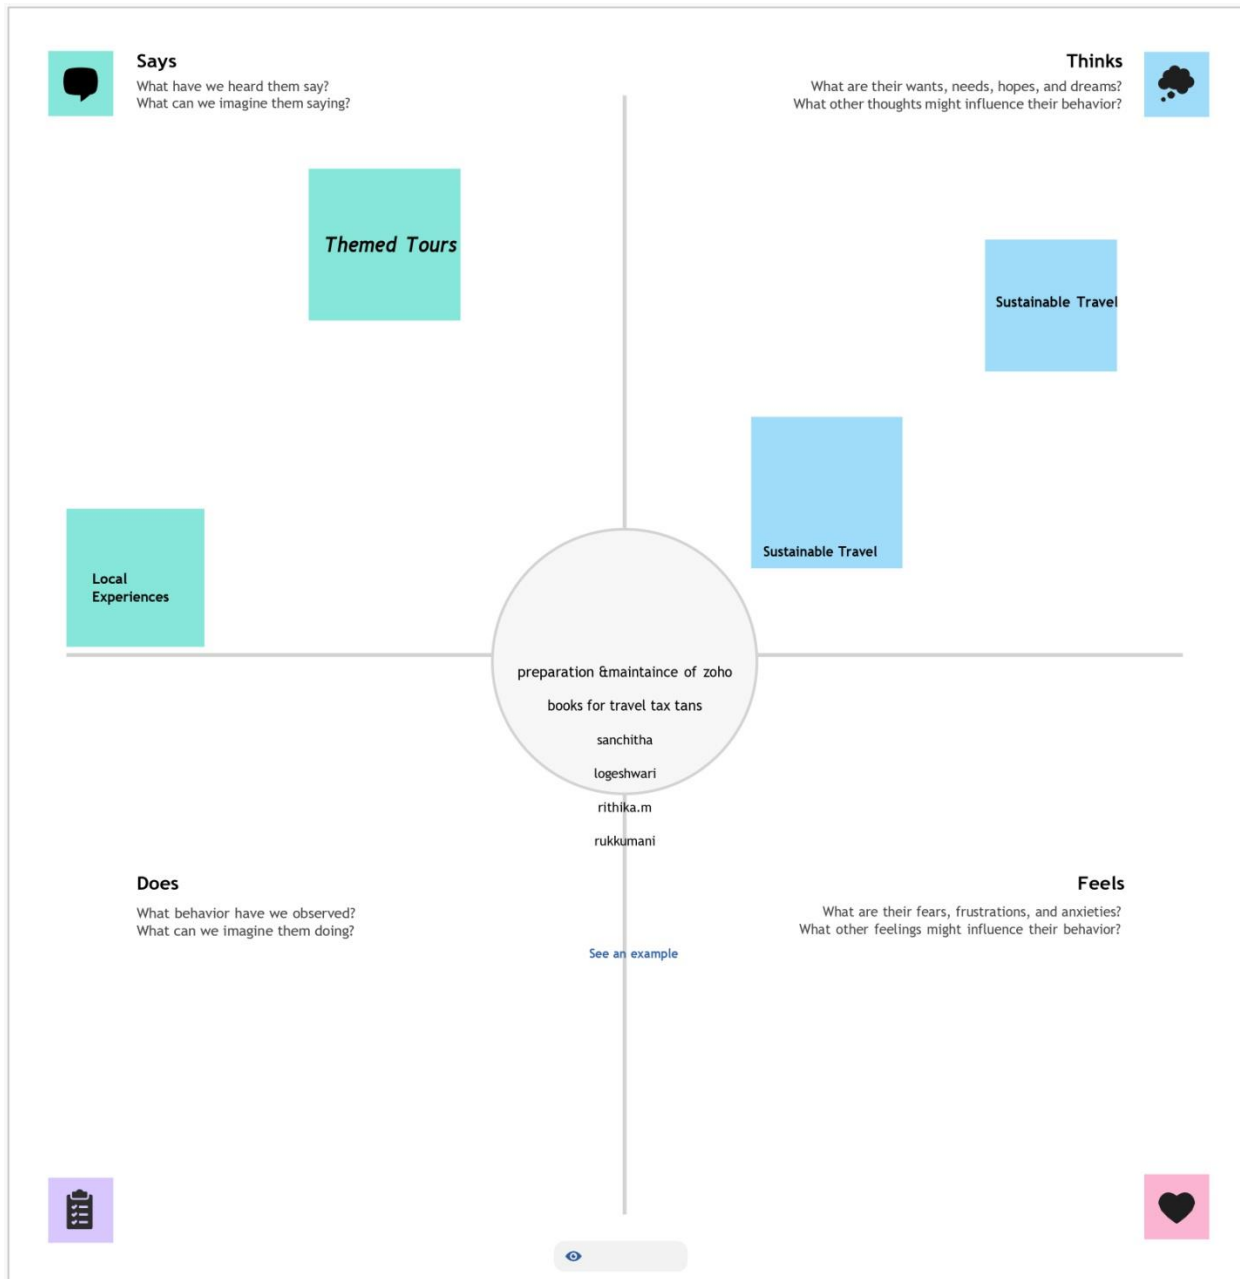 Says
What have we heard them say?
What can we imagine them saying?
Thinks
What are their wants, needs, hopes, and dreams?
What other thoughts might influence their behavior?
Themed Tours
Sustainable Travel
Sustainable Travel
Local
Experiences
preparation &maintaince of zoho
books for travel tax tans
sanchitha
logeshwari
rithika.m
rukkumani
Does
What behavior have we observed?
What can we imagine them doing?
Feels
What are their fears, frustrations, and anxieties?
What other feelings might influence their behavior?
See an example